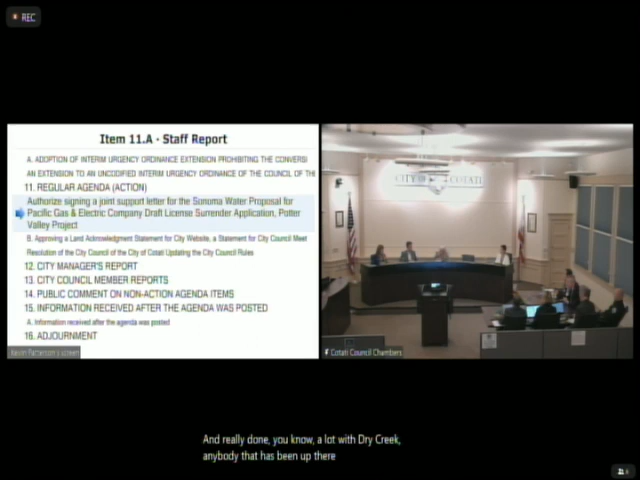 REC
Item 11.A - Staff Report
A. ADOPTION OF INTERIM URGENCY ORDINANCE EXTENSION PROHIBITING THE CONVERSI
AN EXTENSION TO AN UNCODIFIED INTERIM URGENCY ORDINANCE OF THE COUNCIL OF THE
11. REGULAR AGENDA (ACTION)
Authorize signing a joint support letter for the Sonoma Water Proposal for
Pacific Gas & Electric Company Draft License Surrender Application, Potter
Valley Project
B. Approving a Land Acknowledgment Statement for City Website, a Statement for City Council Meet
Resolution of the City Council of the City of Cotati Updating the City Council Rules
12. CITY MANAGER'S REPORT
13. CITY COUNCIL MEMBER REPORTS
14. PUBLIC COMMENT ON NON-ACTION AGENDA ITEMS
15. INFORMATION RECEIVED AFTER THE AGENDA WAS POSTED
A. Information received after the agenda was posted
16. ADJOURNMENT
Kevin Patterson's screen
CITY OF COTATI
Cotati Council Chambers
And really done, you know, a lot with Dry Creek,
anybody that has been up there